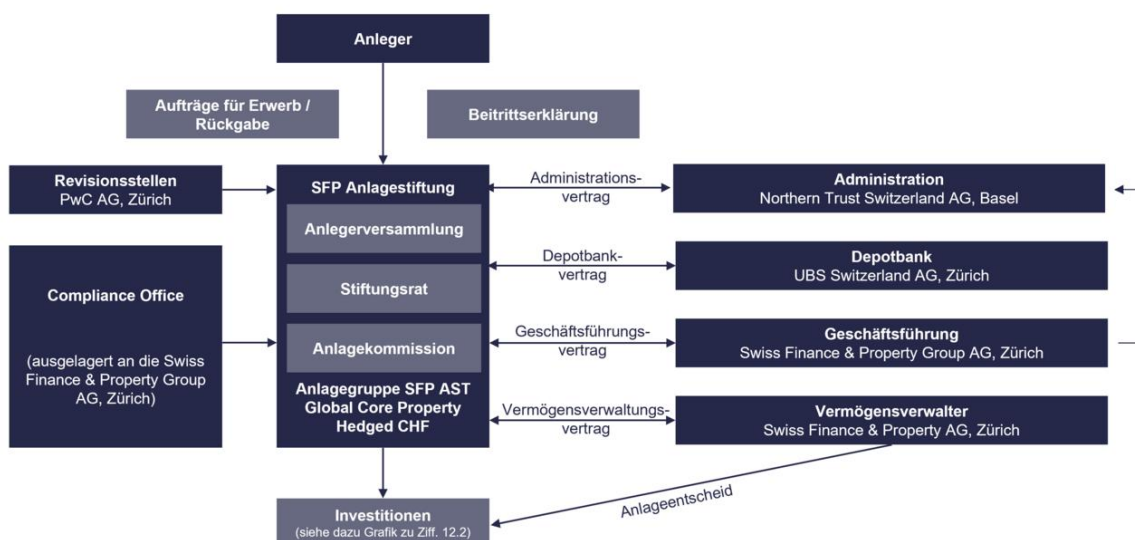 Anleger
Aufträge für Erwerb /
Rückgabe
Beitrittserklärung
Revisionsstellen
PwC AG, Zürich
SFP Anlagestiftung
Administrations-
vertrag
Administration
Northern Trust Switzerland AG, Basel
Anlegerversammlung
Compliance Office
(ausgelagert an die Swiss
Finance & Property Group
AG, Zürich)
Stiftungsrat
Depotbank-
vertrag
Depotbank
UBS Switzerland AG, Zürich
Anlagekommission
Geschäftsführungs-
vertrag
Geschäftsführung
Swiss Finance & Property Group AG, Zürich
Anlagegruppe SFP AST
Global Core Property
Hedged CHF
Vermögensverwaltungs-
vertrag
Vermögensverwalter
Swiss Finance & Property AG, Zürich
Anlageentscheid
Investitionen
(siehe dazu Grafik zu Ziff. 12.2)